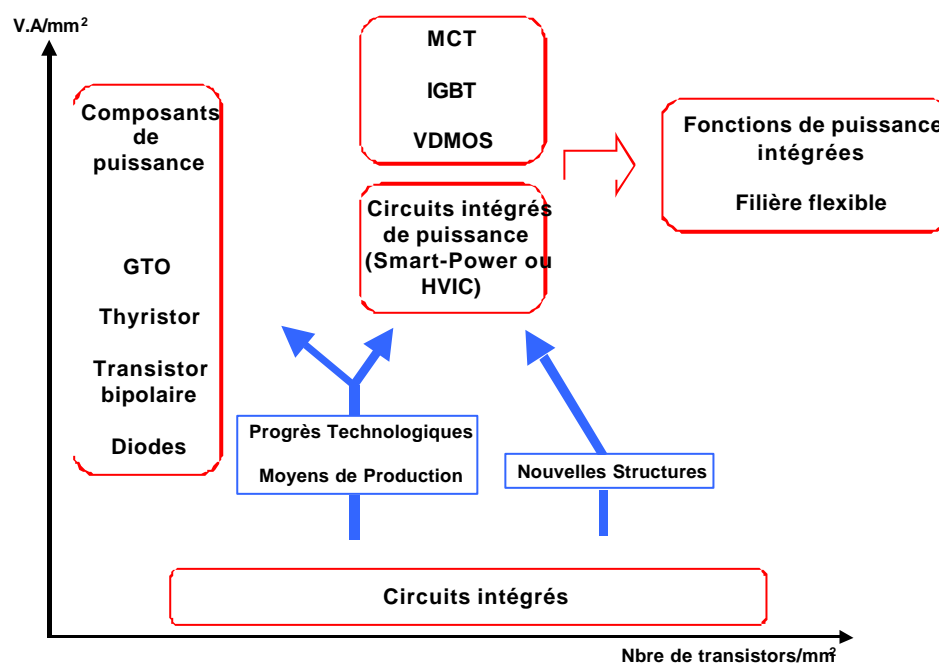 V.A/mm²
MCT
IGBT
VDMOS
Composants
de
puissance
GTO
Thyristor
Transistor
bipolaire
Diodes
Circuits intégrés
de puissance
(Smart-Power ou
HVIC)
Fonctions de puissance
intégrées
Filière flexible
Progrès Technologiques
Moyens de Production
Nouvelles Structures
Circuits intégrés
Nbre de transistors/mm²